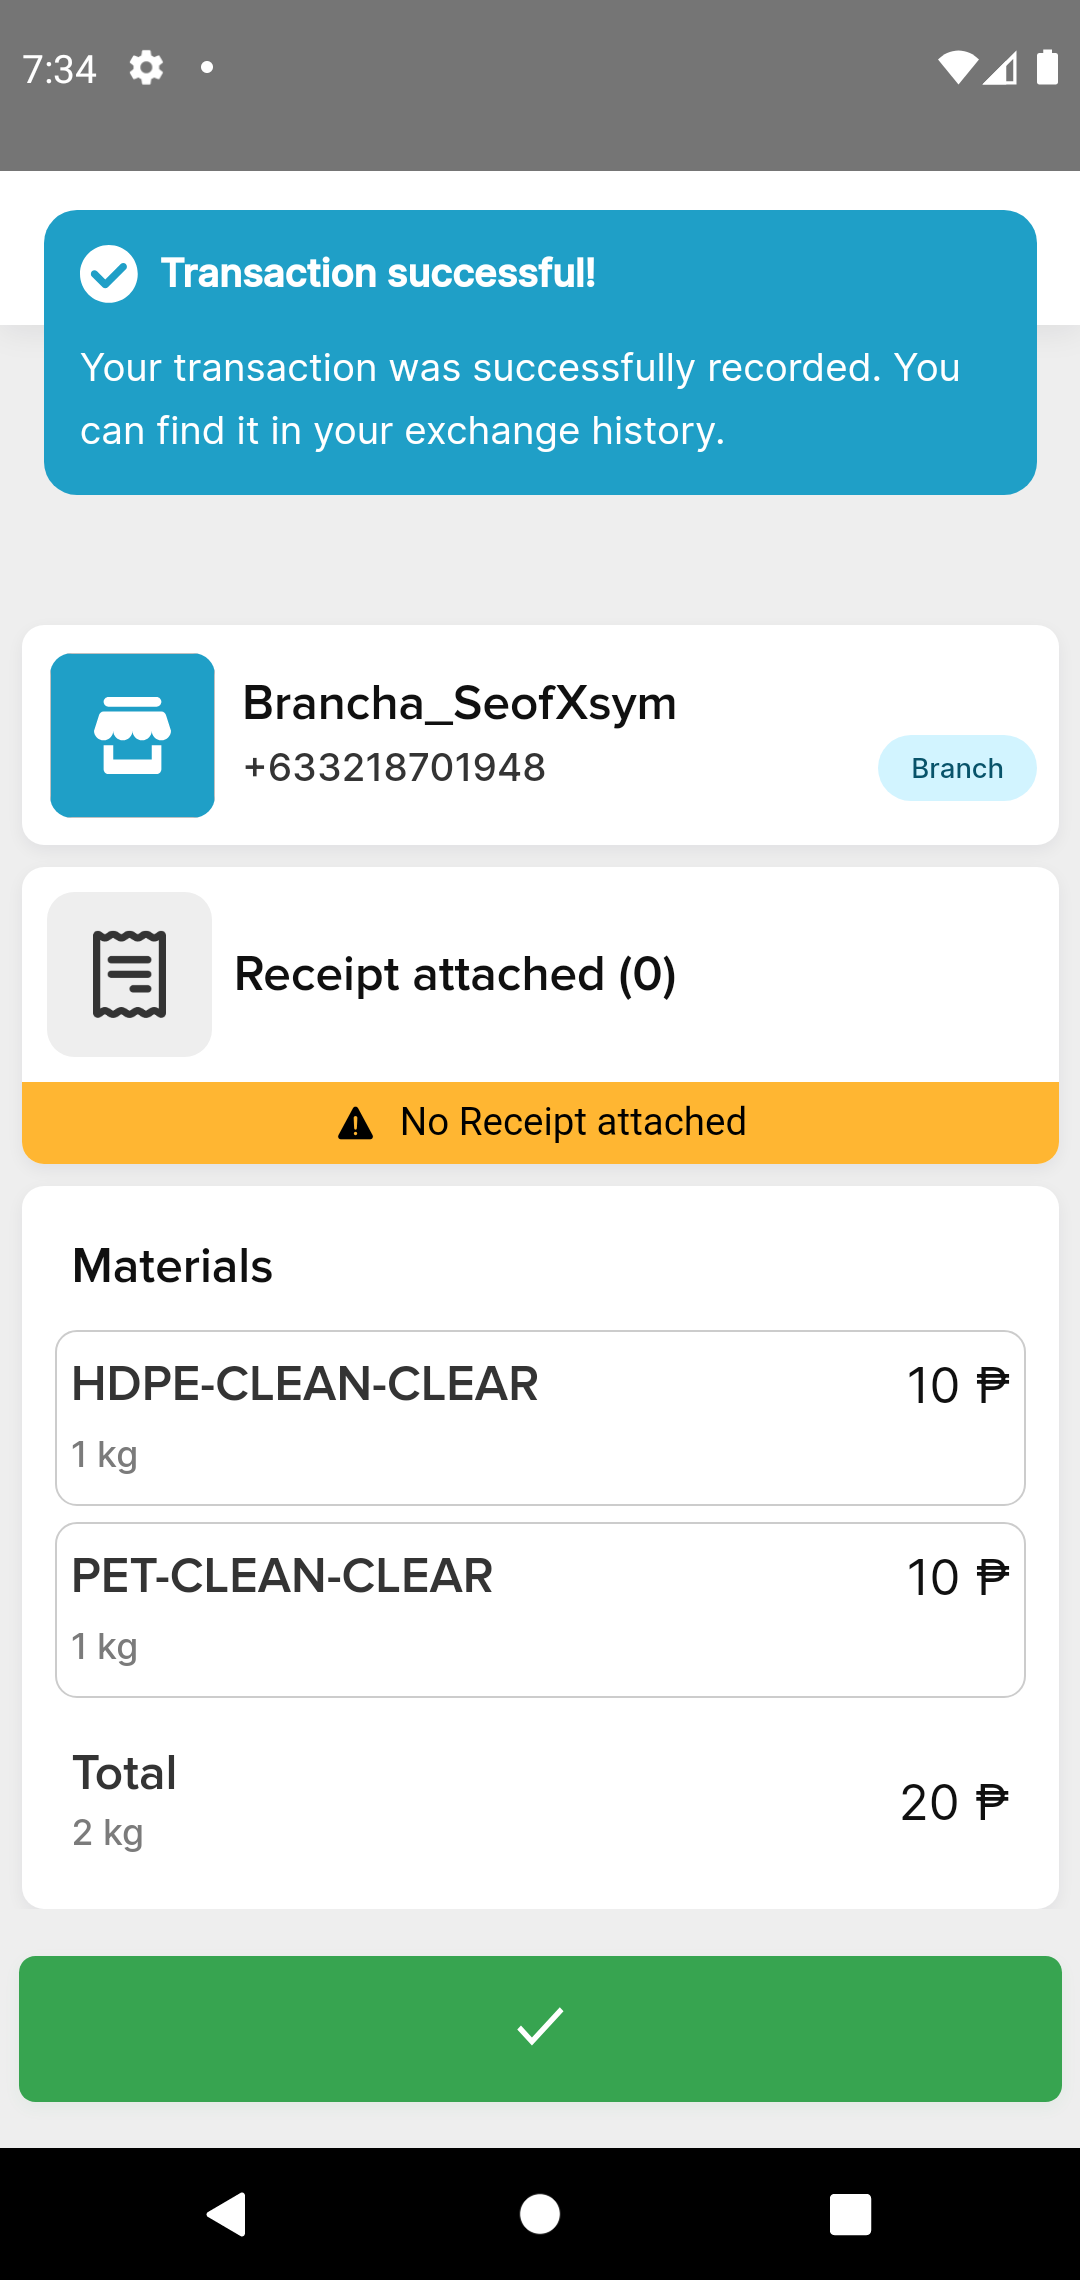 7:34
Transaction successful!
Your transaction was successfully recorded. You
can find it in your exchange history.
Brancha_SeofXsym
+633218701948
Branch
Receipt attached (0)
No Receipt attached
Materials
HDPE-CLEAN-CLEAR
10 ₱
1 kg
PET-CLEAN-CLEAR
10 ₱
1 kg
Total
20 ₱
2 kg